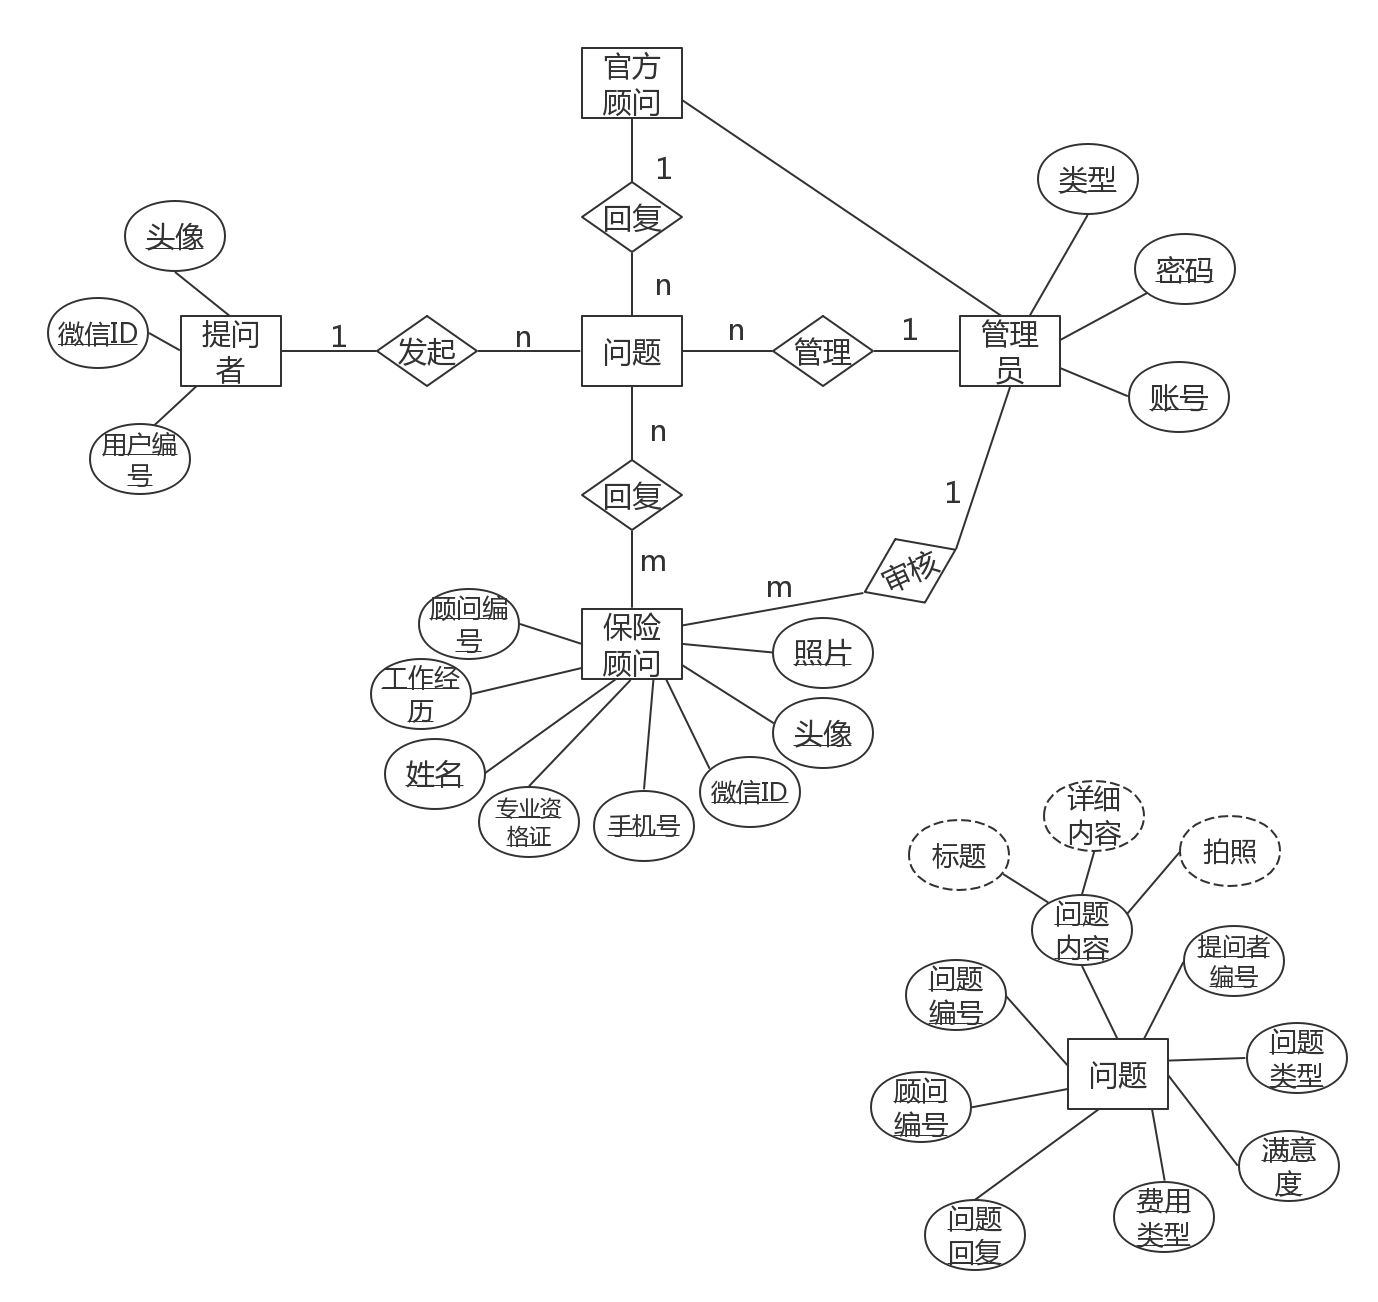 官方
顾问
1
类型
回复
头像
密码
n
微信ID
提问
者
1
发起
n
问题
n
管理
1
管理
员
账号
用户编
号
n
回复
1
m
审核
m
顾问编
号
保险
顾问
照片
工作经
历
头像
姓名
专业资
格证
手机号
微信ID
详细
内容
标题
拍照
问题
内容
提问者
编号
问题
编号
问题
类型
问题
顾问
编号
满意
度
费用
类型
问题
回复